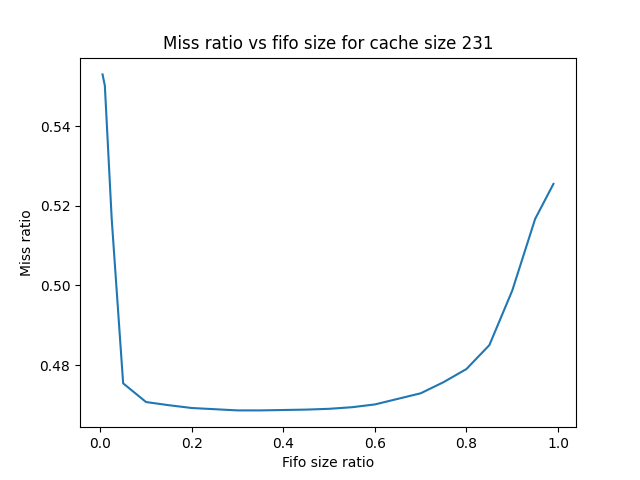 Miss ratio vs fifo size for cache size 231
Miss ratio
0.54
0.52
0.50
0.48
0.0 0.2 0.4 0.6 0.8 1.0
Fifo size ratio